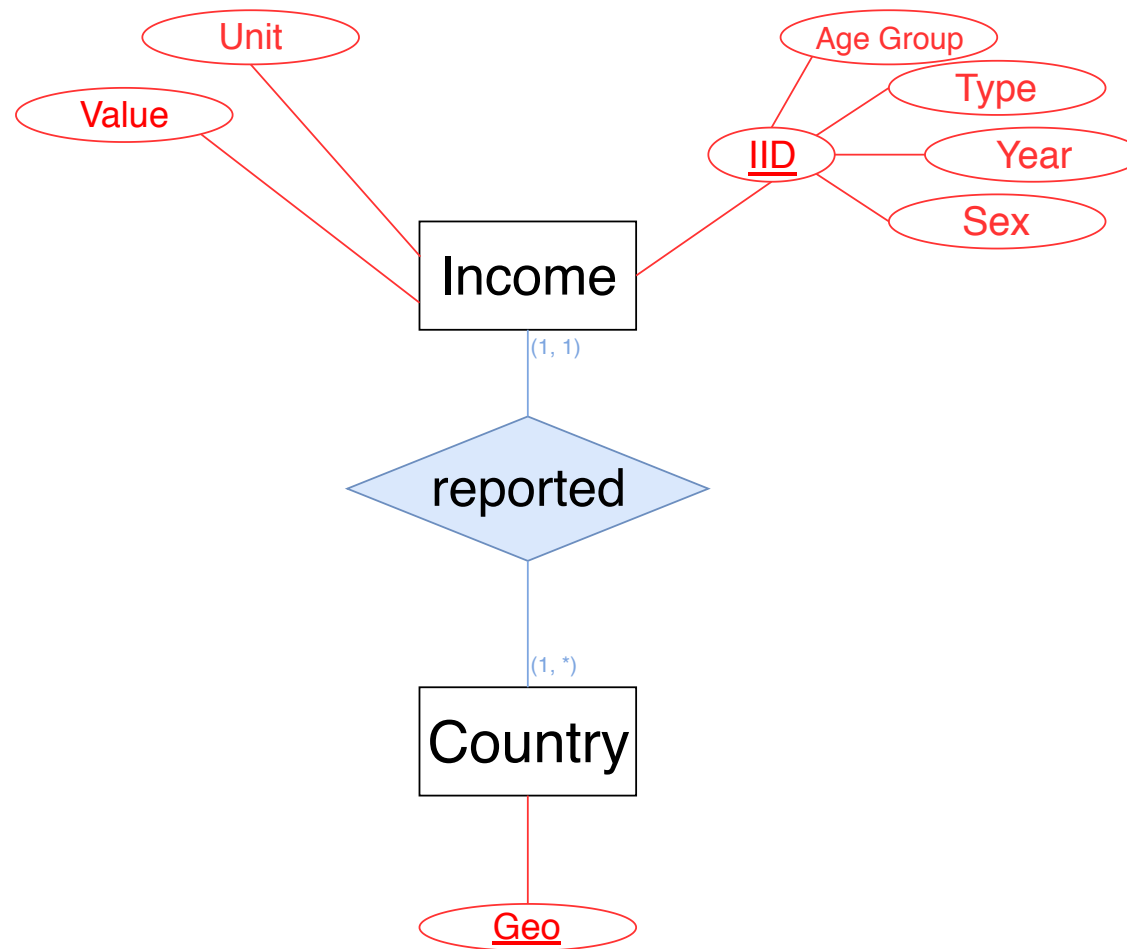 Unit
Age Group
Type
Value
IID
Year
Sex
Income
(1, 1)
reported
(1, *)
Country
Geo